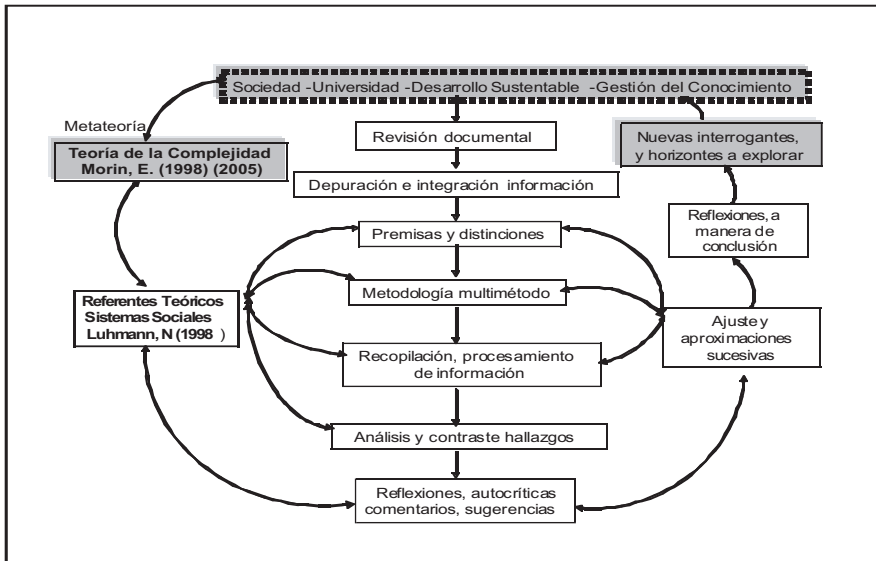 Sociedad -Universidad -Desarrollo Sustentable -Gestión del Conocimiento
Metateoría
Teoría de la Complejidad
Morin, E. (1998) (2005)
Revisión documental
Nuevas interrogantes,
y horizontes a explorar
Depuración e integración información
Premisas y distinciones
Reflexiones, a
manera de
conclusión
Metodología multimétodo
Referentes Teóricos
Sistemas Sociales
Luhmann, N (1998 )
Ajuste y
aproximaciones
sucesivas
Recopilación, procesamiento
de información
Análisis y contraste hallazgos
Reflexiones, autocríticas
comentarios, sugerencias